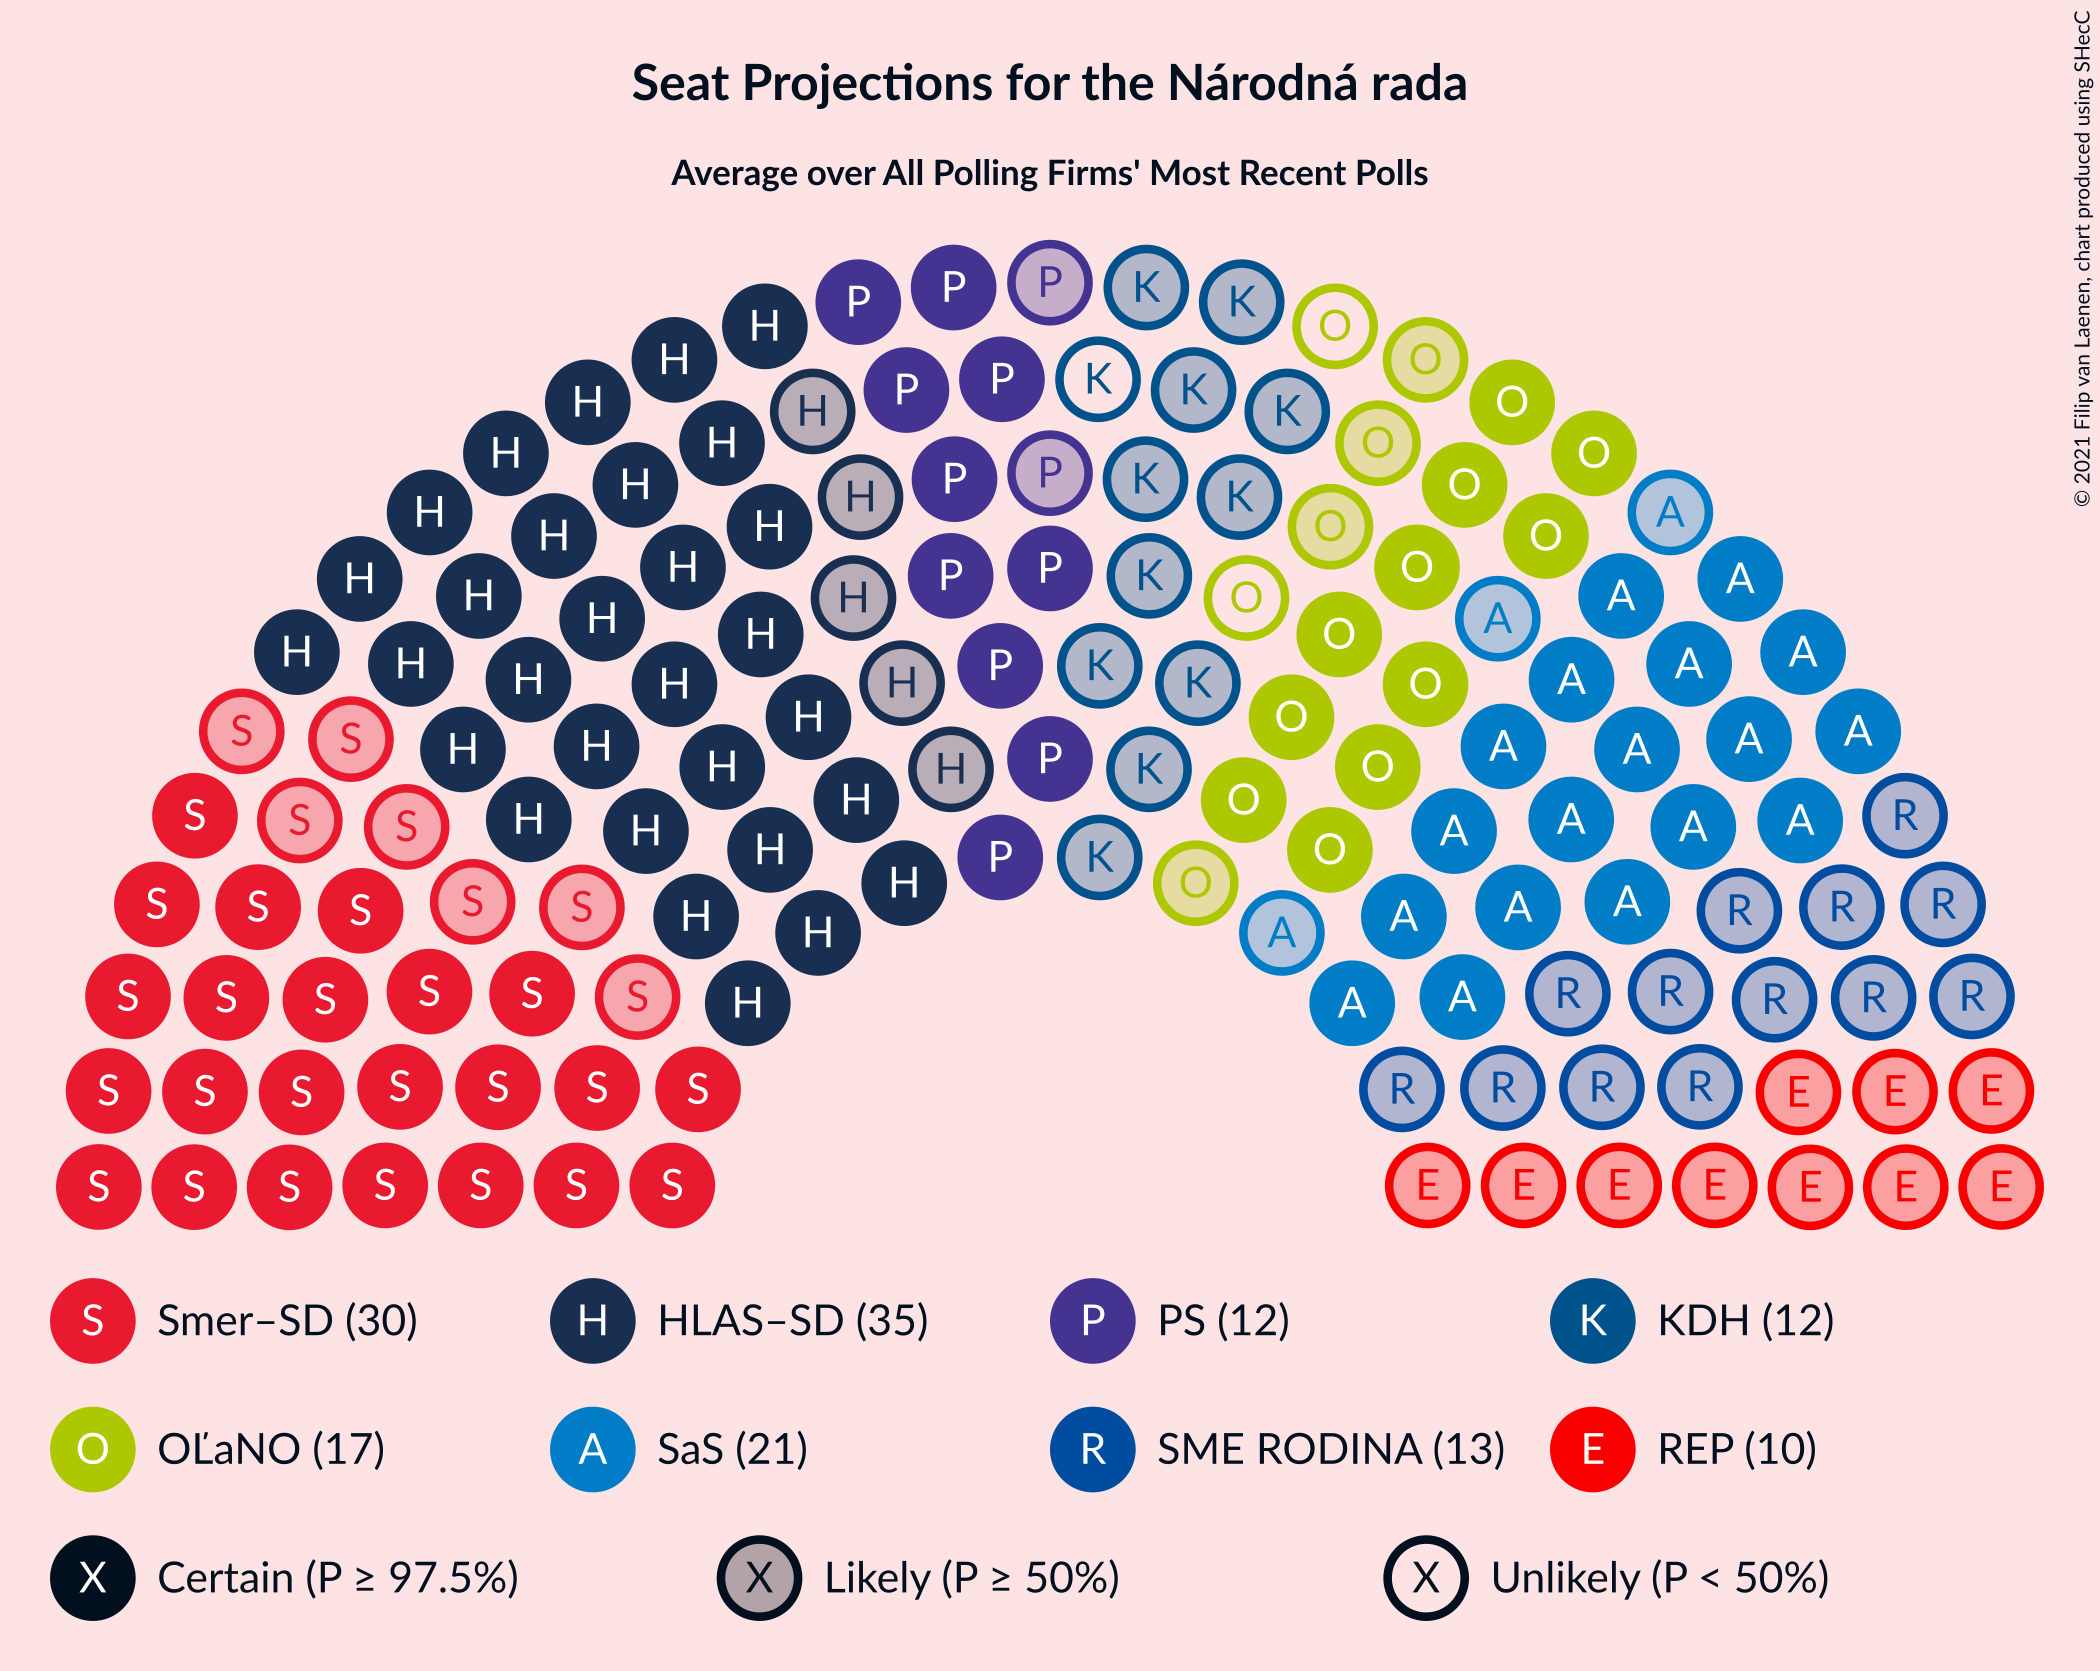 Seat Projections for the Národná rada
Average over All Polling Firms' Most Recent Polls
© 2021 Filip van Laenen, chart produced using SHecC
P P P K K
H P P K K O O
H H P P K K K O O
H H H P P K K O O O
H H H H P P K O O O O A
H H H H P K K O O O A A A
H H H H H P K O O A A A A
S S H H H H H P K O O A A A A A
S S S H H H H P K O O A A A A R
S S S S S H H H O A A A A R R R
S S S S S S H A A R R R R R
S S S S S S S R R R R E E E
S S S S S S S E E E E E E E
S Smer–SD (30) H HLAS–SD (35) P PS (12) K KDH (12)
O OĽaNO (17) A SaS (21) R SME RODINA (13) E REP (10)
X Certain (P ≥ 97.5%) X Likely (P ≥ 50%) X Unlikely (P < 50%)